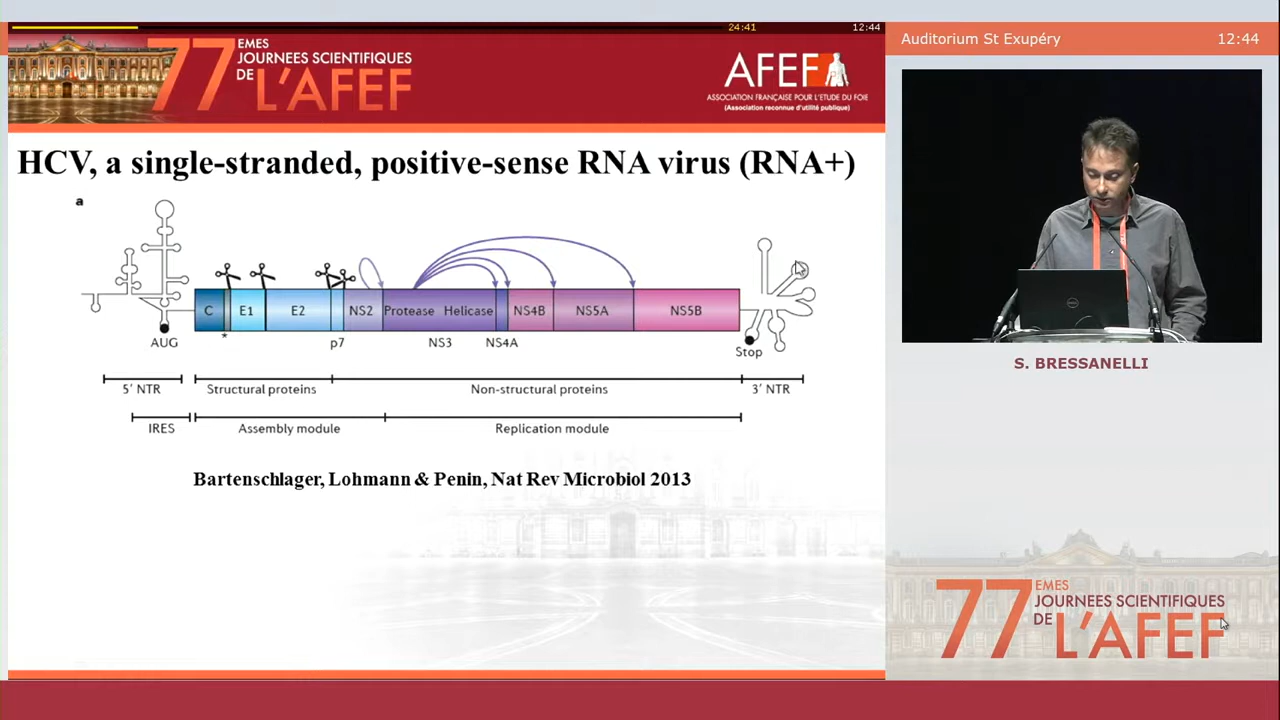 24:41
12:44
77 EMES
JOURNEES SCIENTIFIQUES
DE L'AFEF
AFEF
ASSOCIATION FRANÇAISE POUR L'ETUDE DU FOIE
(Association reconnue d'utilité publique)
HCV, a single-stranded, positive-sense RNA virus (RNA+)
a
C
E1
E2
NS2
Protease
Helicase
NS4B
NS5A
NS5B
*
AUG
p7
NS3
NS4A
Stop
5' NTR
Structural proteins
Non-structural proteins
3' NTR
IRES
Assembly module
Replication module
Bartenschlager, Lohmann & Penin, Nat Rev Microbiol 2013
Auditorium St Exupéry
12:44
S. BRESSANELLI
77 EMES
JOURNEES SCIENTIFIQUES
DE L'AFEF